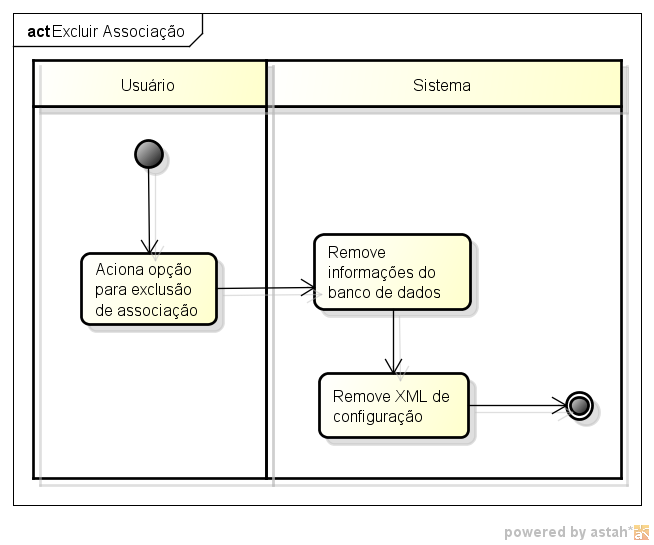 act Excluir Associação
Usuário
Sistema
Aciona opção
para exclusão
de associação
Remove
informações do
banco de dados
Remove XML de
configuração
powered by astah*